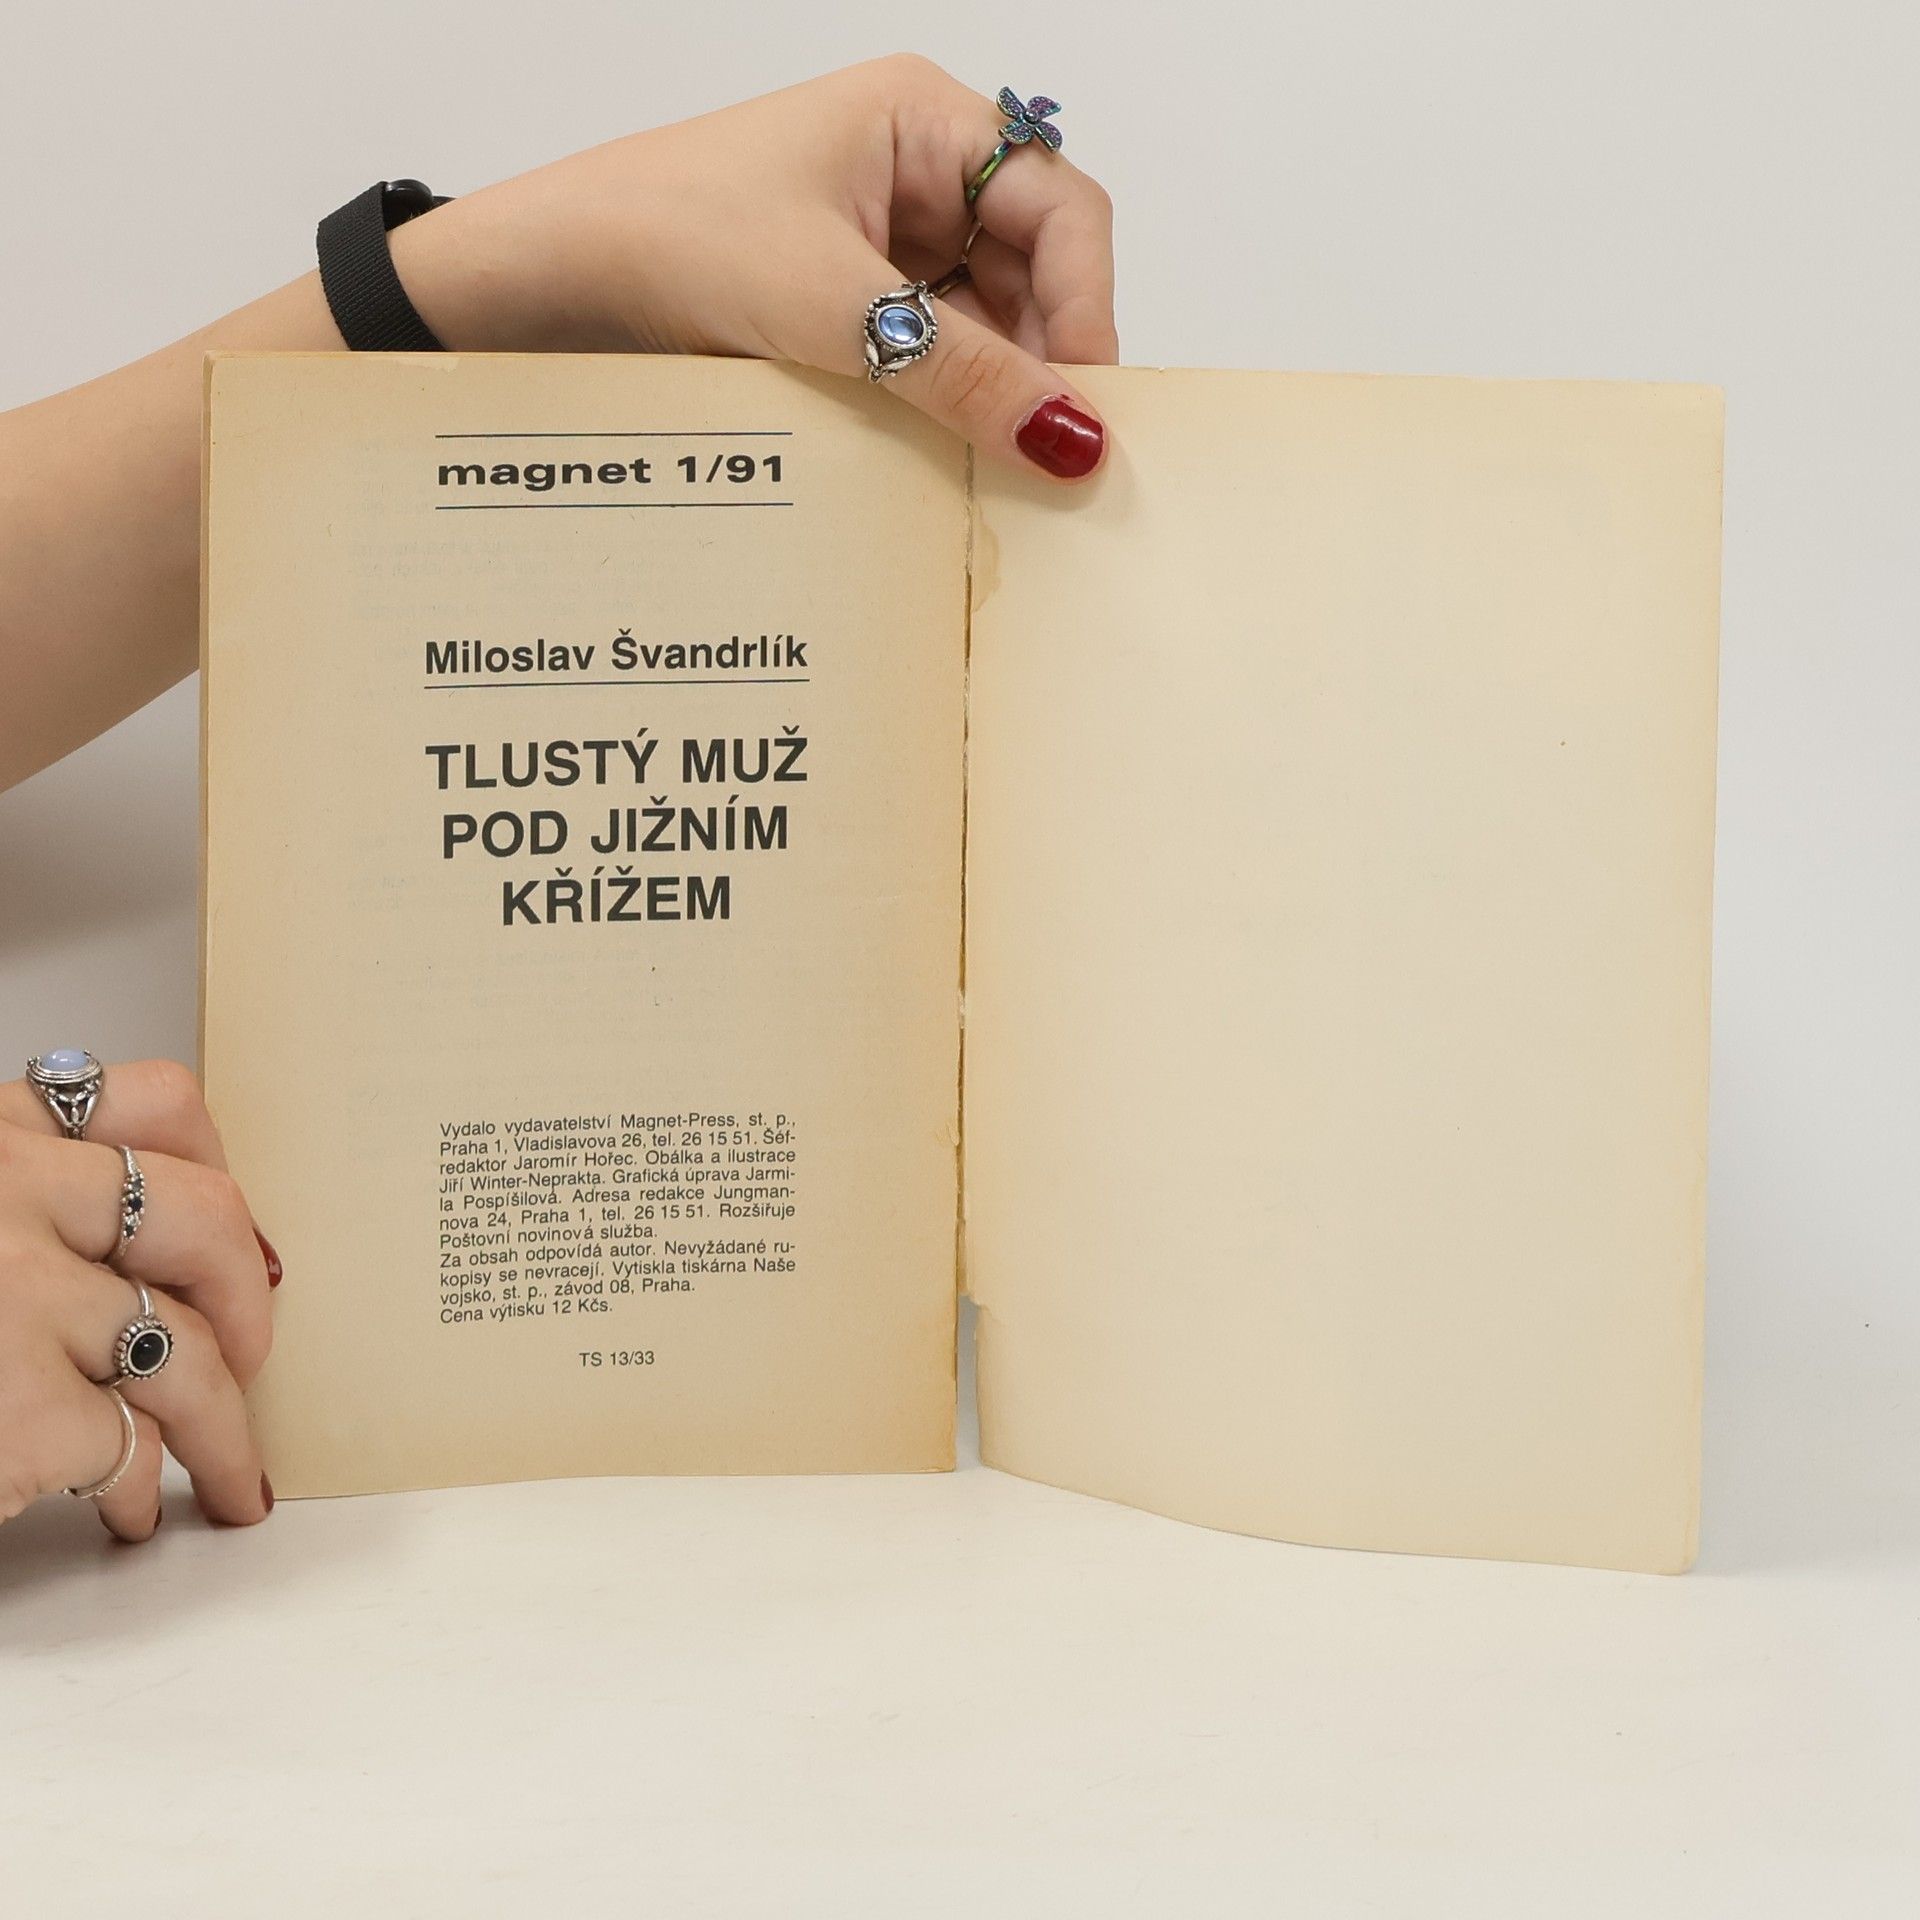 magnet 1/91
Miloslav Švandrlík
TLUSTÝ MUŽ
POD JIŽNÍM
KŘÍŽEM
Vydalo vydavatelství Magnet-Press, st. p.,
Praha 1, Vladislavova 26, tel. 26 15 51. Šéf-
redaktor Jaromír Hořec. Obálka a ilustrace
Jiří Winter-Neprakta. Grafická úprava Jarmi-
la Pospíšilová. Adresa redakce Jungman-
nova 24, Praha 1, tel. 26 15 51. Rozšiřuje
Poštovní novinová služba.
Za obsah odpovídá autor. Nevyžádané ru-
kopisy se nevracejí. Vytiskla tiskárna Naše
vojsko, st. p., závod 08, Praha.
Cena výtisku 12 Kčs.
TS 13/33